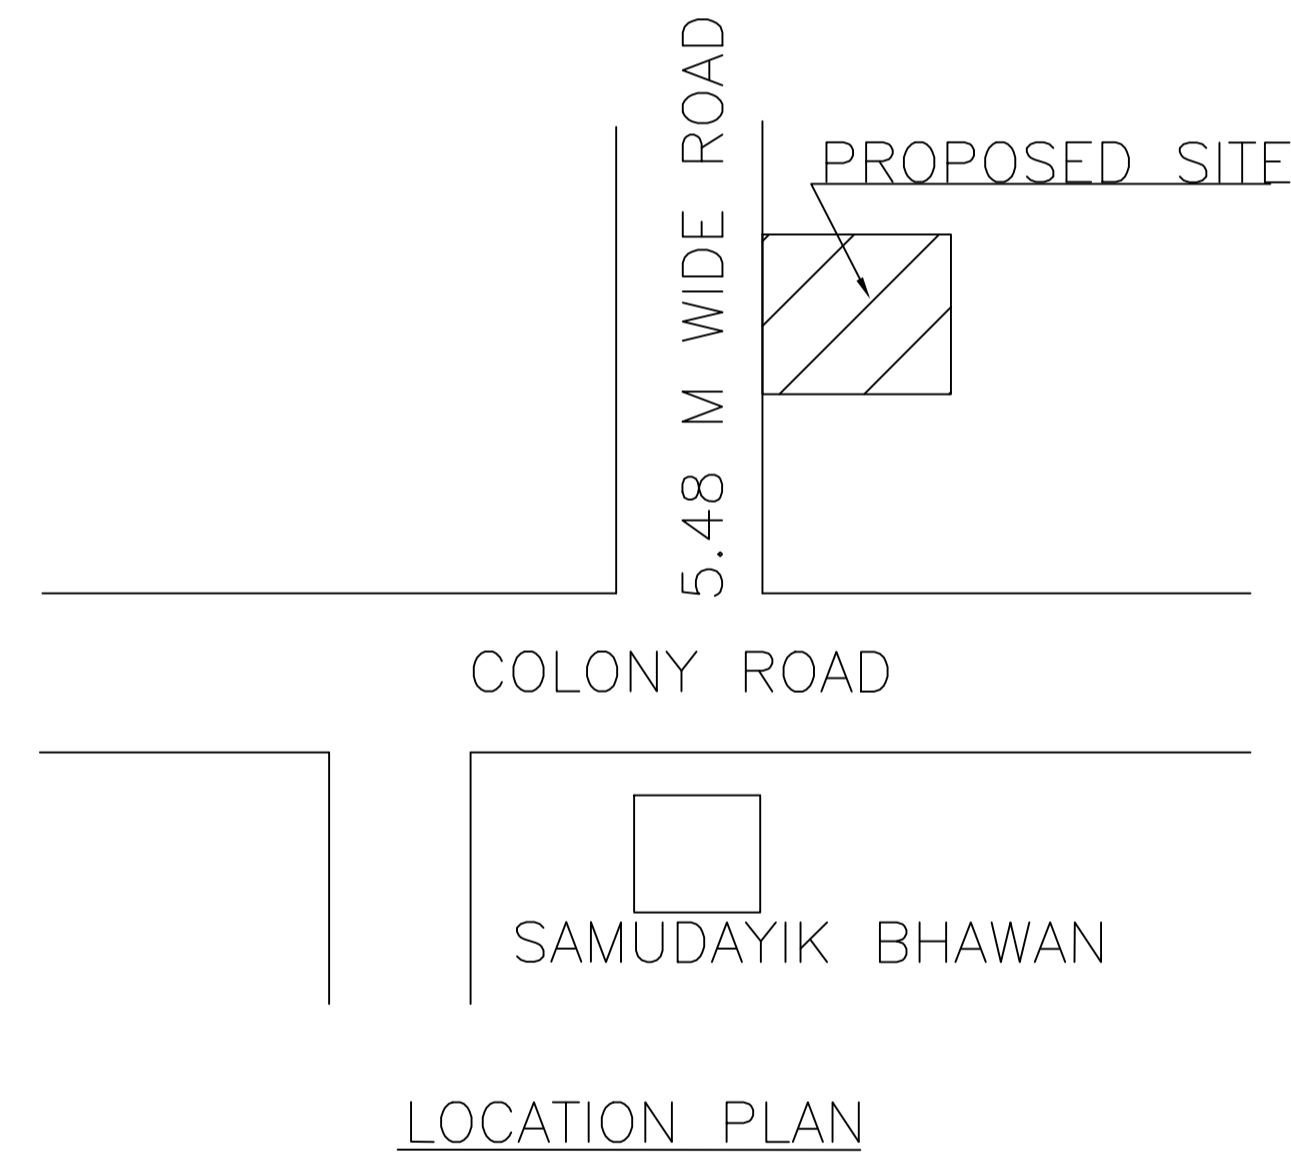 5.48 M WIDE ROAD
PROPOSED SITE
COLONY ROAD
SAMUDAYIK BHAWAN
LOCATION PLAN